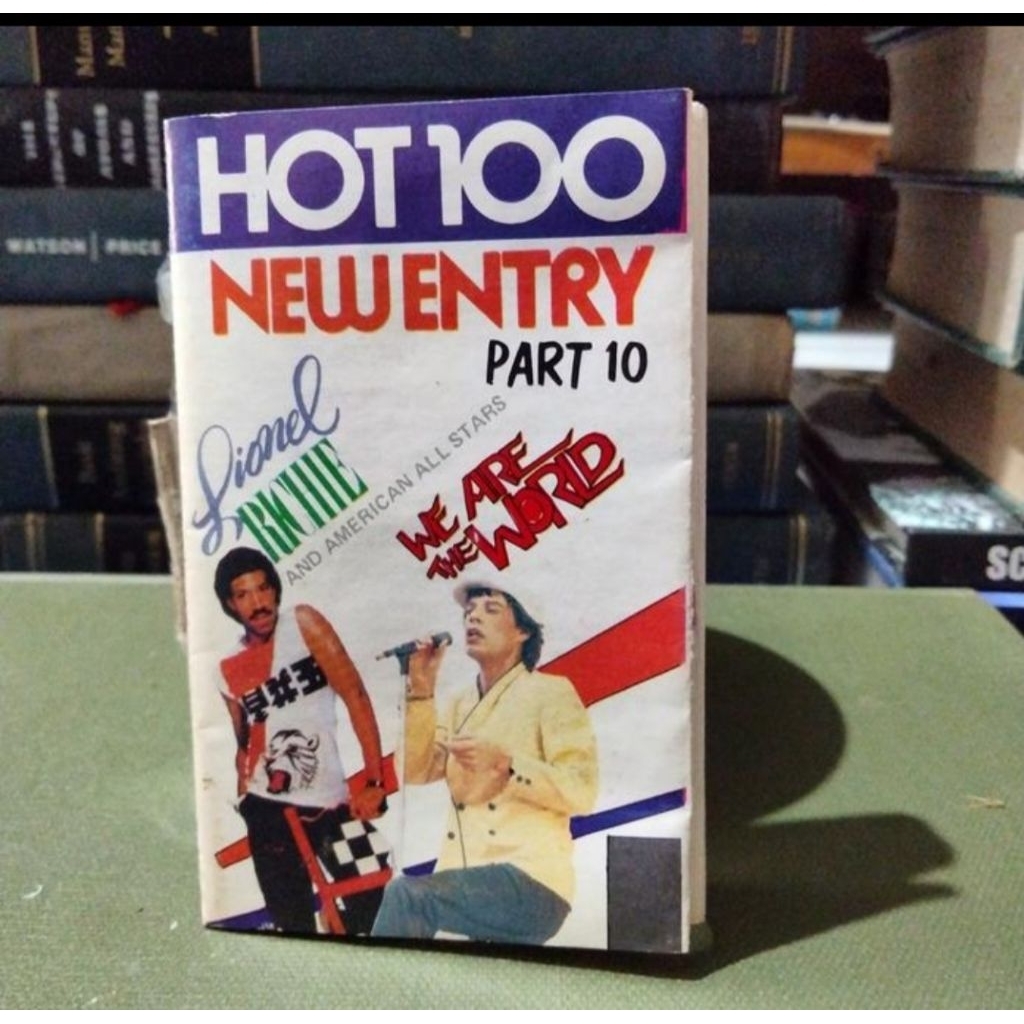 HOT 100
NEW ENTRY
PART 10
Lionel
RICHIE
AND AMERICAN ALL STARS
WE ARE
THE WORLD
WATSON | PRICE
AND
SC